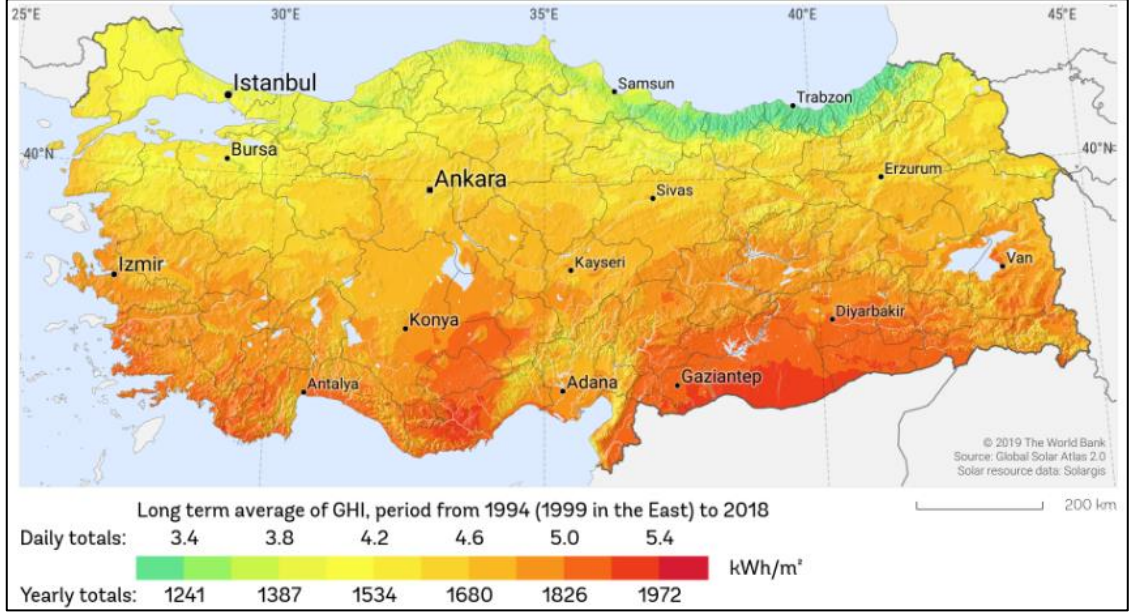 25°E 30°E 35°E 40°E 45°E
Istanbul
Samsun
Trabzon
Bursa
40°N 40°N
Ankara
Erzurum
Sivas
Izmir
Kayseri
Van
Konya
Diyarbakir
Antalya
Adana
Gaziantep
© 2019 The World Bank
Source: Global Solar Atlas 2.0
Solar resource data: Solargis
200 km
Long term average of GHI, period from 1994 (1999 in the East) to 2018
Daily totals: 3.4 3.8 4.2 4.6 5.0 5.4
kWh/m²
Yearly totals: 1241 1387 1534 1680 1826 1972